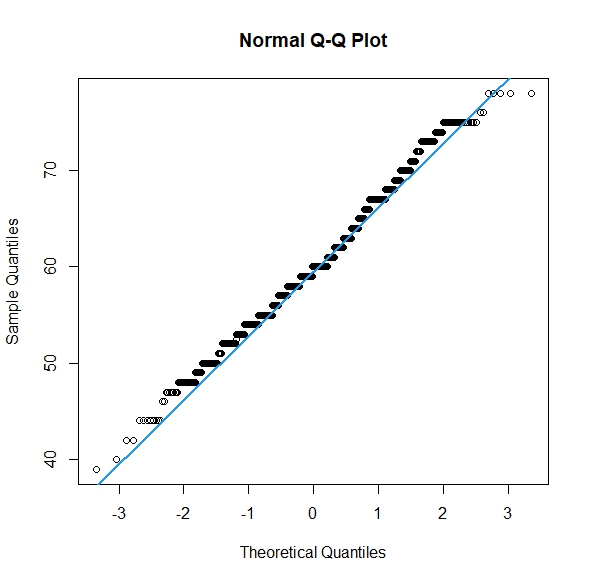 Normal Q-Q Plot
Sample Quantiles
70
60
50
40
-3 -2 -1 0 1 2 3
Theoretical Quantiles